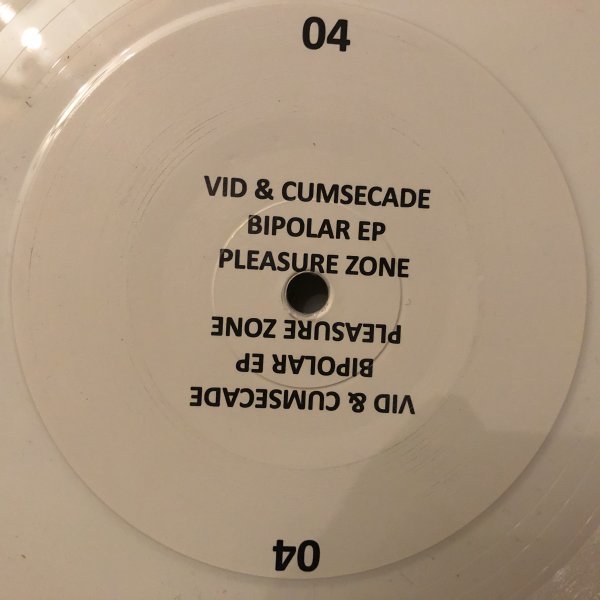 04
VID & CUMSECADE
BIPOLAR EP
PLEASURE ZONE
PLEASURE ZONE
BIPOLAR EP
VID & CUMSECADE
04